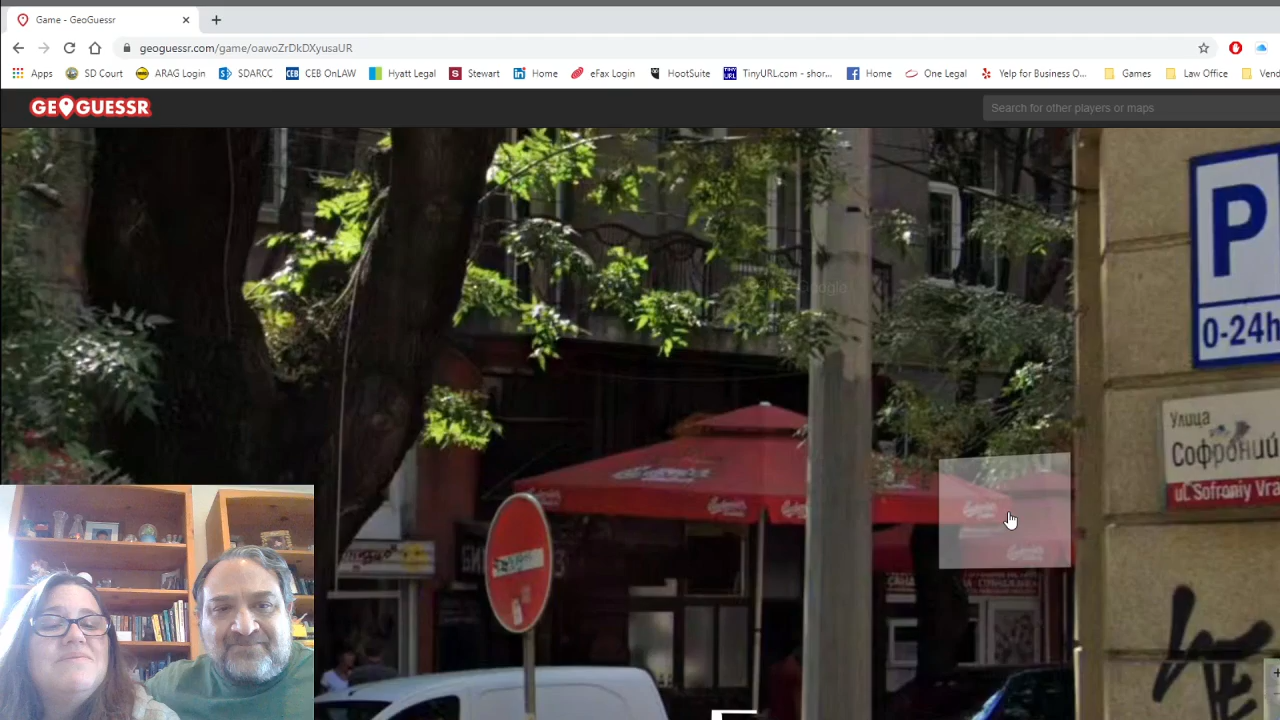 Game - GeoGuessr
geoguessr.com/game/oawoZrDkDXyusaUR
Apps SD Court ARAG Login SDARCC CEB OnLAW Hyatt Legal Stewart Home eFax Login HootSuite TinyURL.com - shor... Home One Legal Yelp for Business O... Games Law Office Vend
GEOGUESSR
Search for other players or maps
P
0-24h
Улица
Софроний
ul. Sofroniy Vra